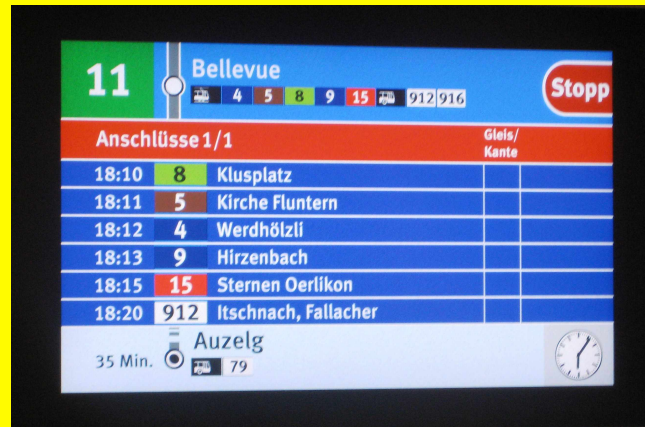 11 Bellevue
4 5 8 9 15 912 916
Stopp
Anschlüsse 1/1 Gleis/
Kante
18:10 8 Klusplatz
18:11 5 Kirche Fluntern
18:12 4 Werdhölzli
18:13 9 Hirzenbach
18:15 15 Sternen Oerlikon
18:20 912 Itschnach, Fallacher
35 Min. Auzelg
79